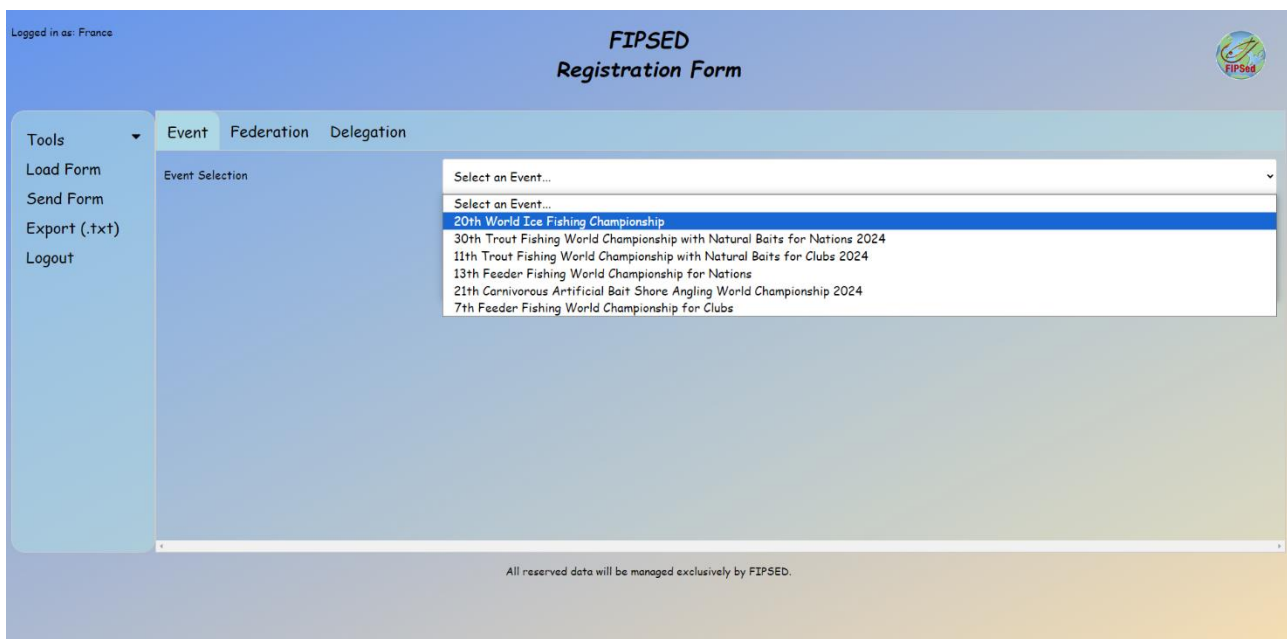 Logged in as: France
FIPSED
Registration Form
FIPSed
Tools
Load Form
Send Form
Export (.txt)
Logout
Event Federation Delegation
Event Selection
Select an Event...
Select an Event...
20th World Ice Fishing Championship
30th Trout Fishing World Championship with Natural Baits for Nations 2024
11th Trout Fishing World Championship with Natural Baits for Clubs 2024
13th Feeder Fishing World Championship for Nations
21th Carnivorous Artificial Bait Shore Angling World Championship 2024
7th Feeder Fishing World Championship for Clubs
All reserved data will be managed exclusively by FIPSED.